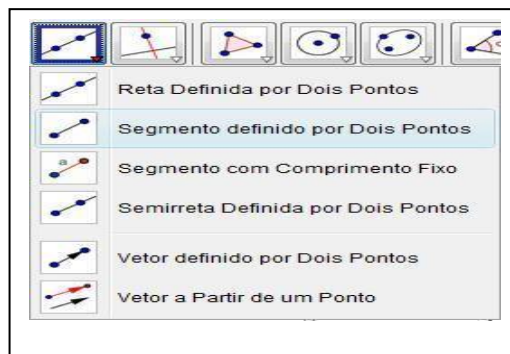 Reta Definida por Dois Pontos
Segmento definido por Dois Pontos
a
Segmento com Comprimento Fixo
Semirreta Definida por Dois Pontos
Vetor definido por Dois Pontos
Vetor a Partir de um Ponto